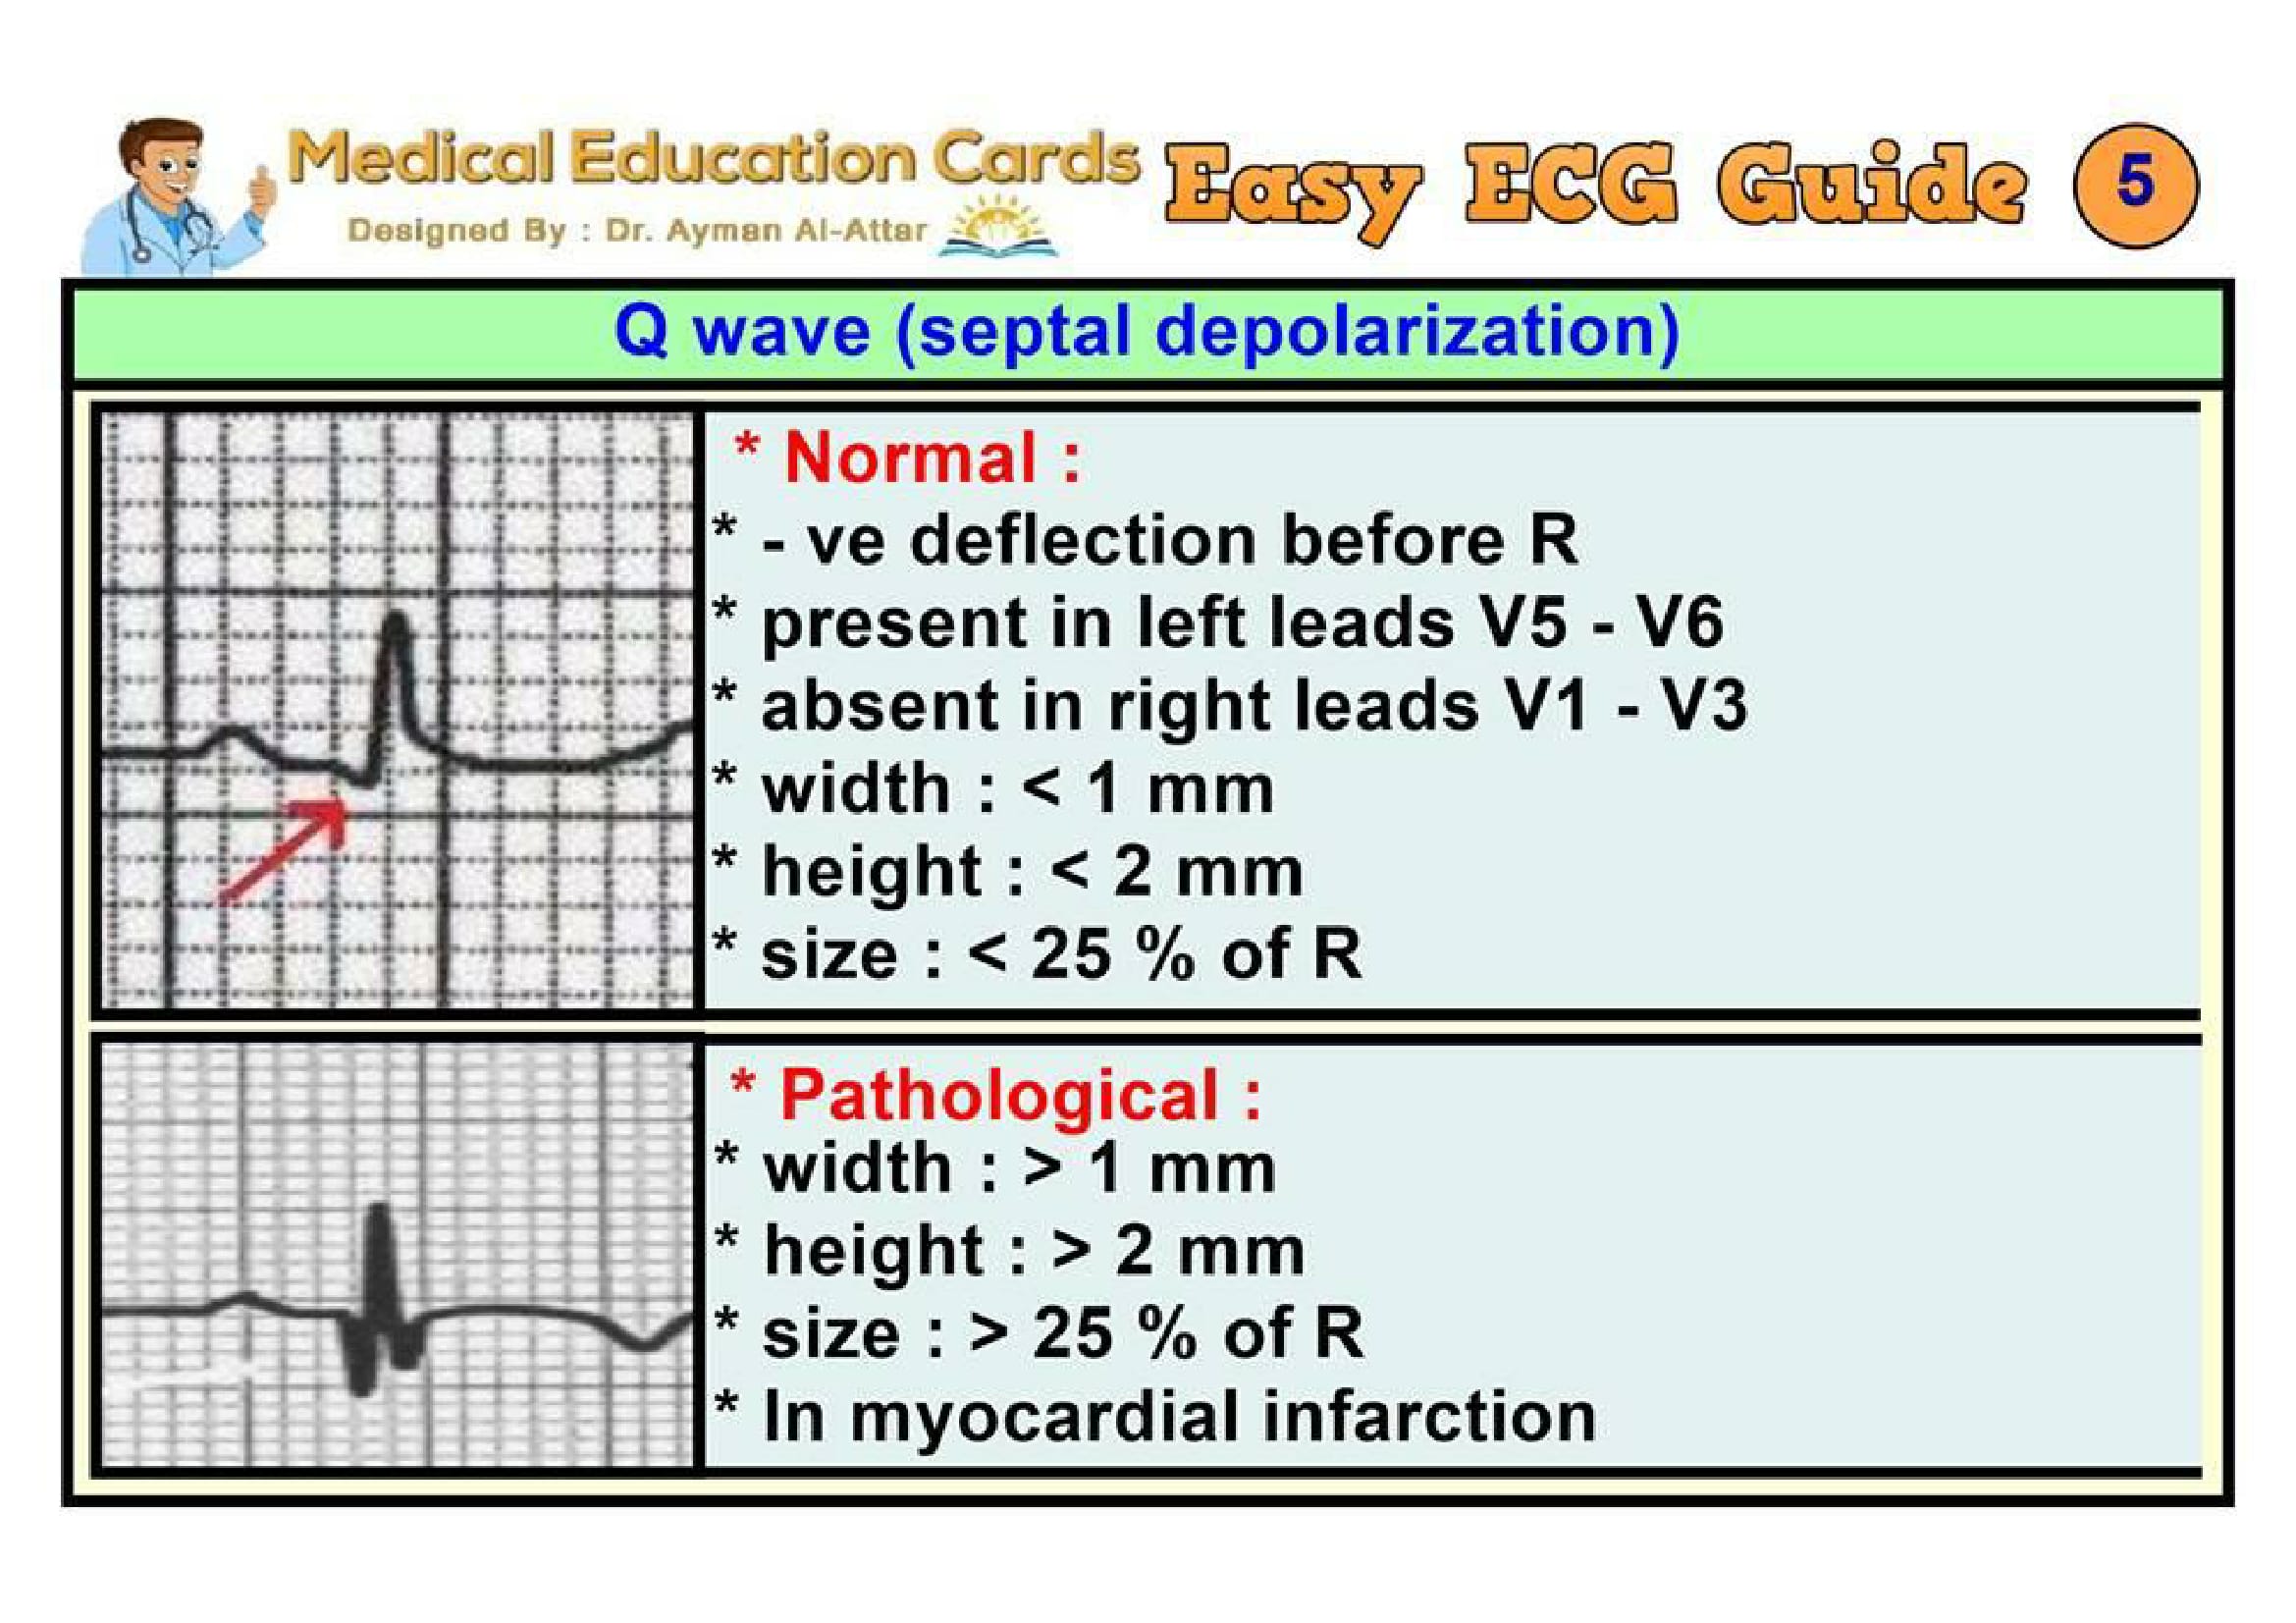 Medical Education Cards
Designed By : Dr. Ayman Al-Attar
Easy ECG Guide
5
Q wave (septal depolarization)
* Normal :
* - ve deflection before R
* present in left leads V5 - V6
* absent in right leads V1 - V3
* width : < 1 mm
* height : < 2 mm
* size : < 25 % of R
* Pathological :
* width : > 1 mm
* height : > 2 mm
* size : > 25 % of R
* In myocardial infarction